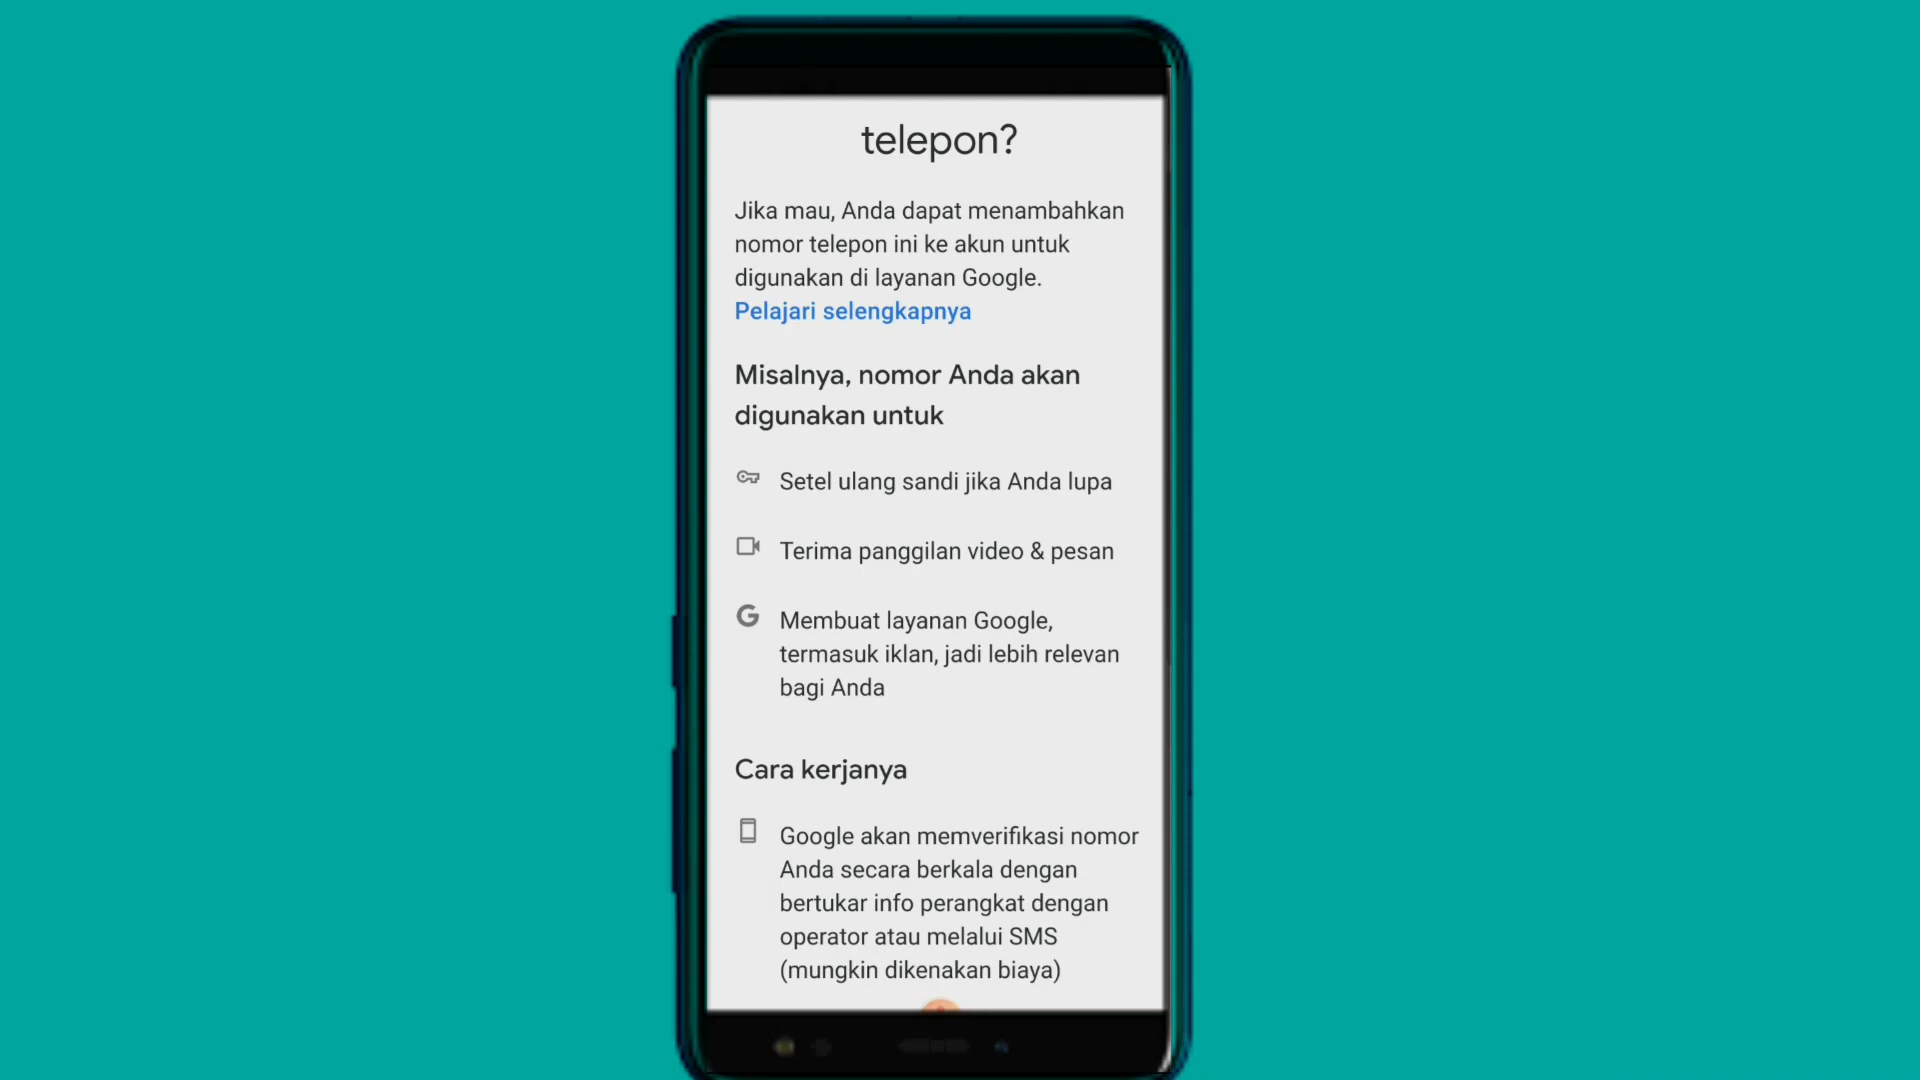 telepon?
Jika mau, Anda dapat menambahkan
nomor telepon ini ke akun untuk
digunakan di layanan Google.
Pelajari selengkapnya
Misalnya, nomor Anda akan
digunakan untuk
Setel ulang sandi jika Anda lupa
Terima panggilan video & pesan
Membuat layanan Google,
termasuk iklan, jadi lebih relevan
bagi Anda
Cara kerjanya
Google akan memverifikasi nomor
Anda secara berkala dengan
bertukar info perangkat dengan
operator atau melalui SMS
(mungkin dikenakan biaya)